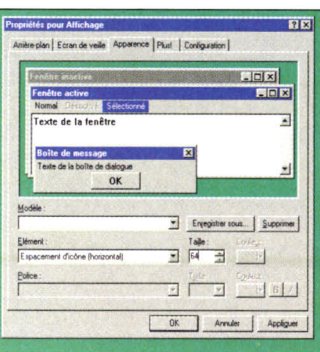 Propriétés pour Affichage
Arrière-plan Ecran de veille Apparence Plus! Configuration
Fenêtre inactive
Fenêtre active
Normal Désactivé Sélectionné
Texte de la fenêtre
Boîte de message
Texte de la boîte de dialogue
OK
Modèle :
Enregistrer sous... Supprimer
Elément : Taille : Couleur :
Espacement d'icône (horizontal) 64
Police : Taille : Couleur :
B I
OK Annuler Appliquer